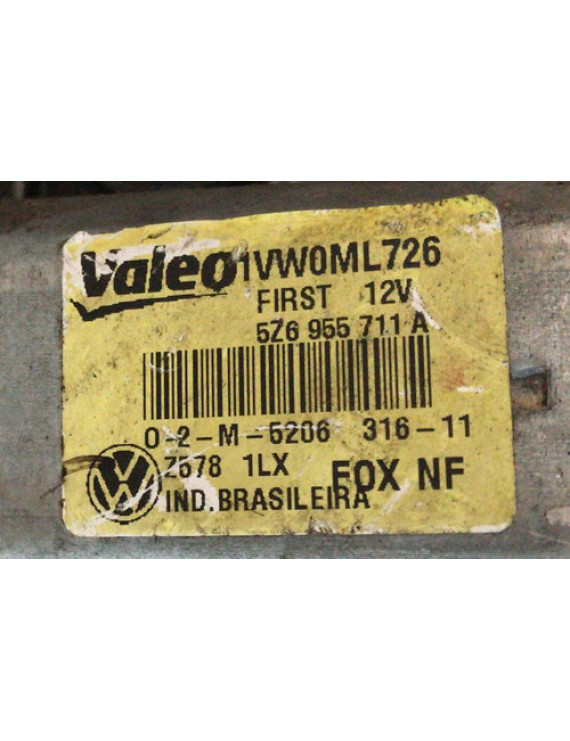 Valeo 1VW0ML726
FIRST 12V
5Z6 955 711 A
0-2-M-5206 316-11
Z578 1LX FOX NF
IND.BRASILEIRA